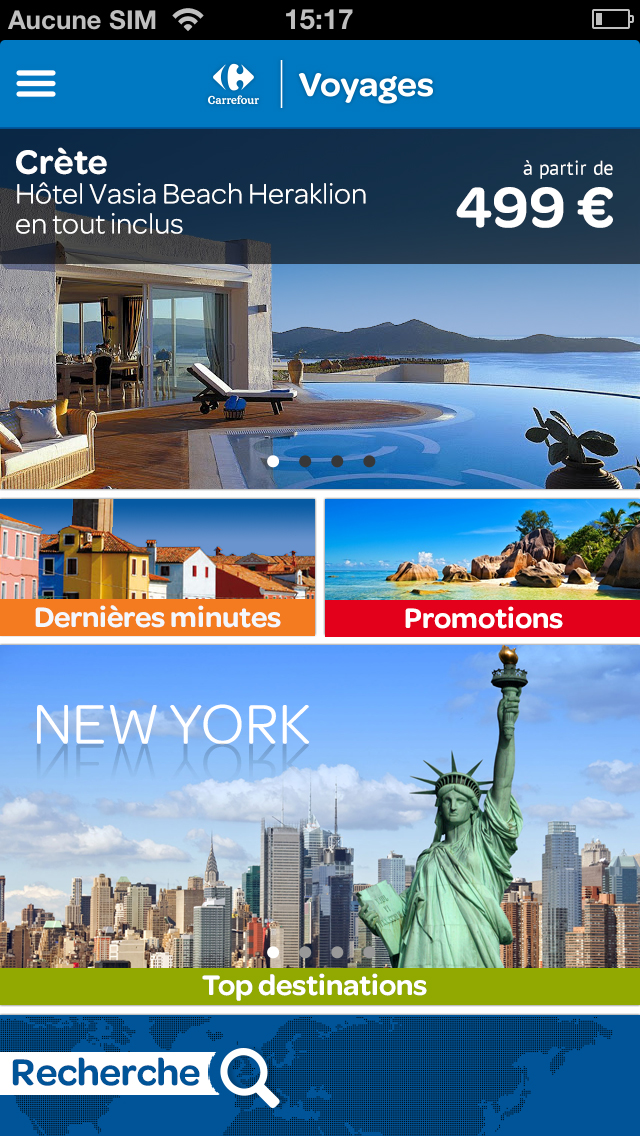 Aucune SIM 15:17
Carrefour Voyages
Crète
Hôtel Vasia Beach Heraklion
en tout inclus
à partir de
499 €
Dernières minutes
Promotions
NEW YORK
Top destinations
Recherche